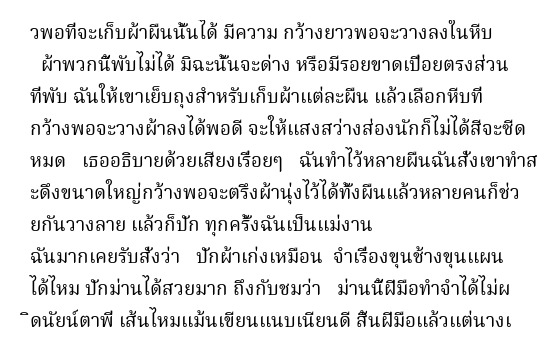 วพอที่จะเก็บผ้าผืนนั้นได้ มีความ กว้างยาวพอจะวางลงในหีบ
ผ้าพวกนี้พับไม่ได้ มิฉะนั้นจะด่าง หรือมีรอยขาดเปื่อยตรงส่วน
ที่พับ ฉันให้เขาเย็บถุงสำหรับเก็บผ้าแต่ละผืน แล้วเลือกหีบที่
กว้างพอจะวางผ้าลงได้พอดี จะให้แสงสว่างส่องนักก็ไม่ได้สีจะซีด
หมด   เธออธิบายด้วยเสียงเรื่อยๆ   ฉันทำไว้หลายผืนฉันสั่งเขาทำส
ะดึงขนาดใหญ่กว้างพอจะตรึงผ้านุ่งไว้ได้ทั้งผืนแล้วหลายคนก็ช่ว
ยกันวางลาย แล้วก็ปัก ทุกครั้งฉันเป็นแม่งาน
ฉันมากเคยรับสั่งว่า   ปักผ้าเก่งเหมือน  จำเรื่องขุนช้างขุนแผน
ได้ไหม ปักม่านได้สวยมาก ถึงกับชมว่า   ม่านนี้ฝีมือทำจำได้ไม่ผ
ิดนัยน์ตาพี่ เส้นไหมแม้นเขียนแนบเนียนดี สิ้นฝีมือแล้วแต่นางเ